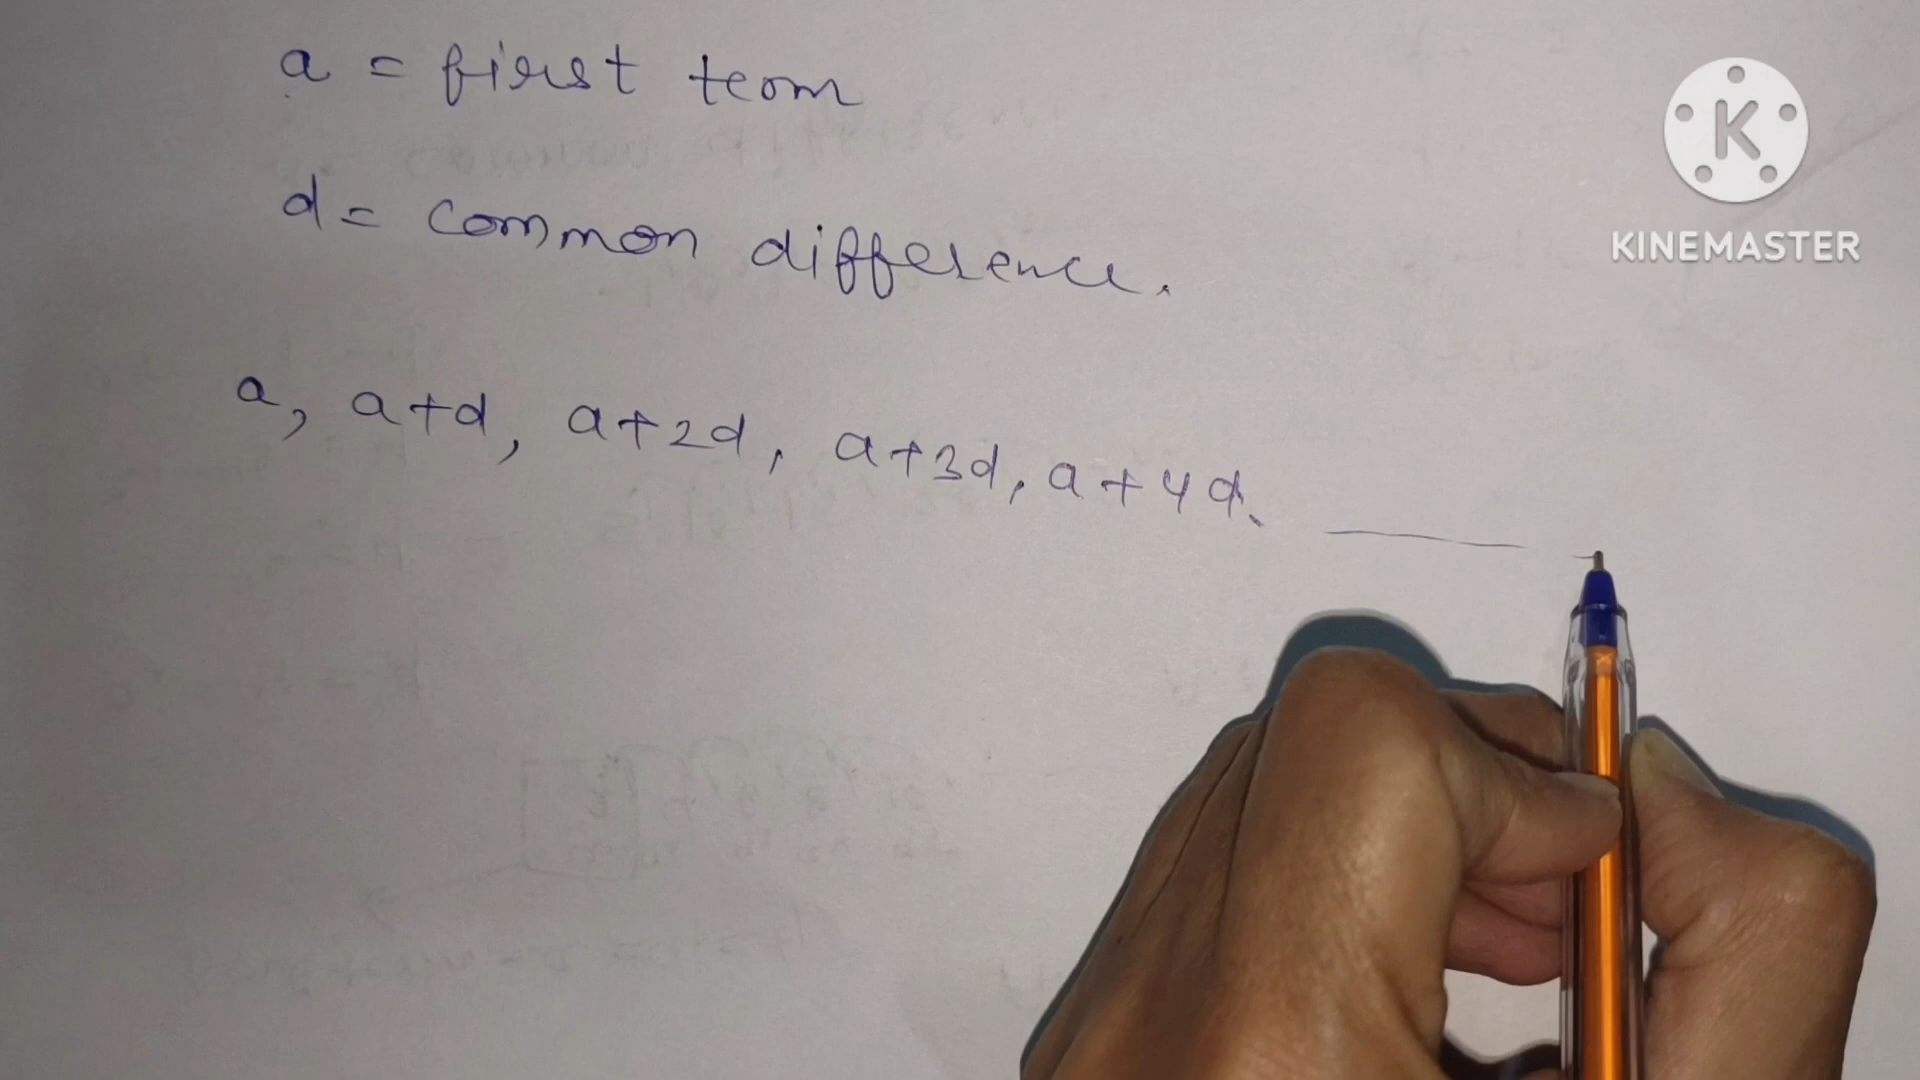 a = first term
K
KINEMASTER
d = common difference.
a, a+d, a+2d, a+3d, a+4d,